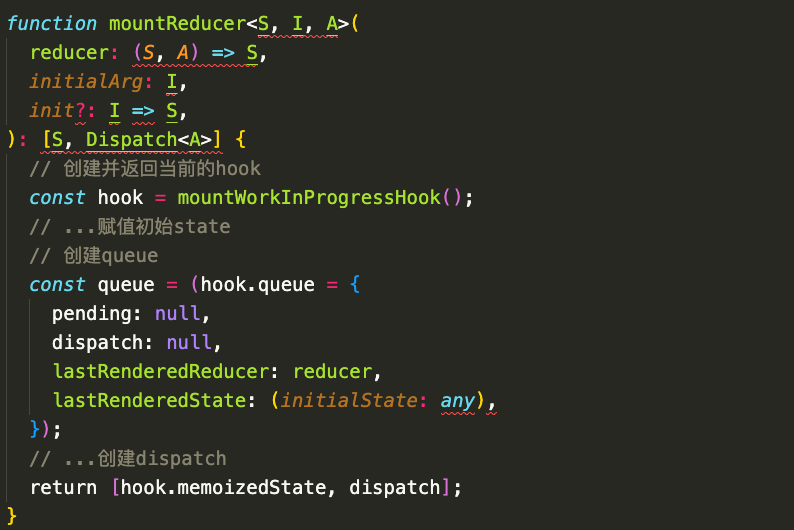 function mountReducer<S, I, A>(
  reducer: (S, A) => S,
  initialArg: I,
  init?: I => S,
): [S, Dispatch<A>] {
  // 创建并返回当前的hook
  const hook = mountWorkInProgressHook();
  // ...赋值初始state
  // 创建queue
  const queue = (hook.queue = {
    pending: null,
    dispatch: null,
    lastRenderedReducer: reducer,
    lastRenderedState: (initialState: any),
  });
  // ...创建dispatch
  return [hook.memoizedState, dispatch];
}